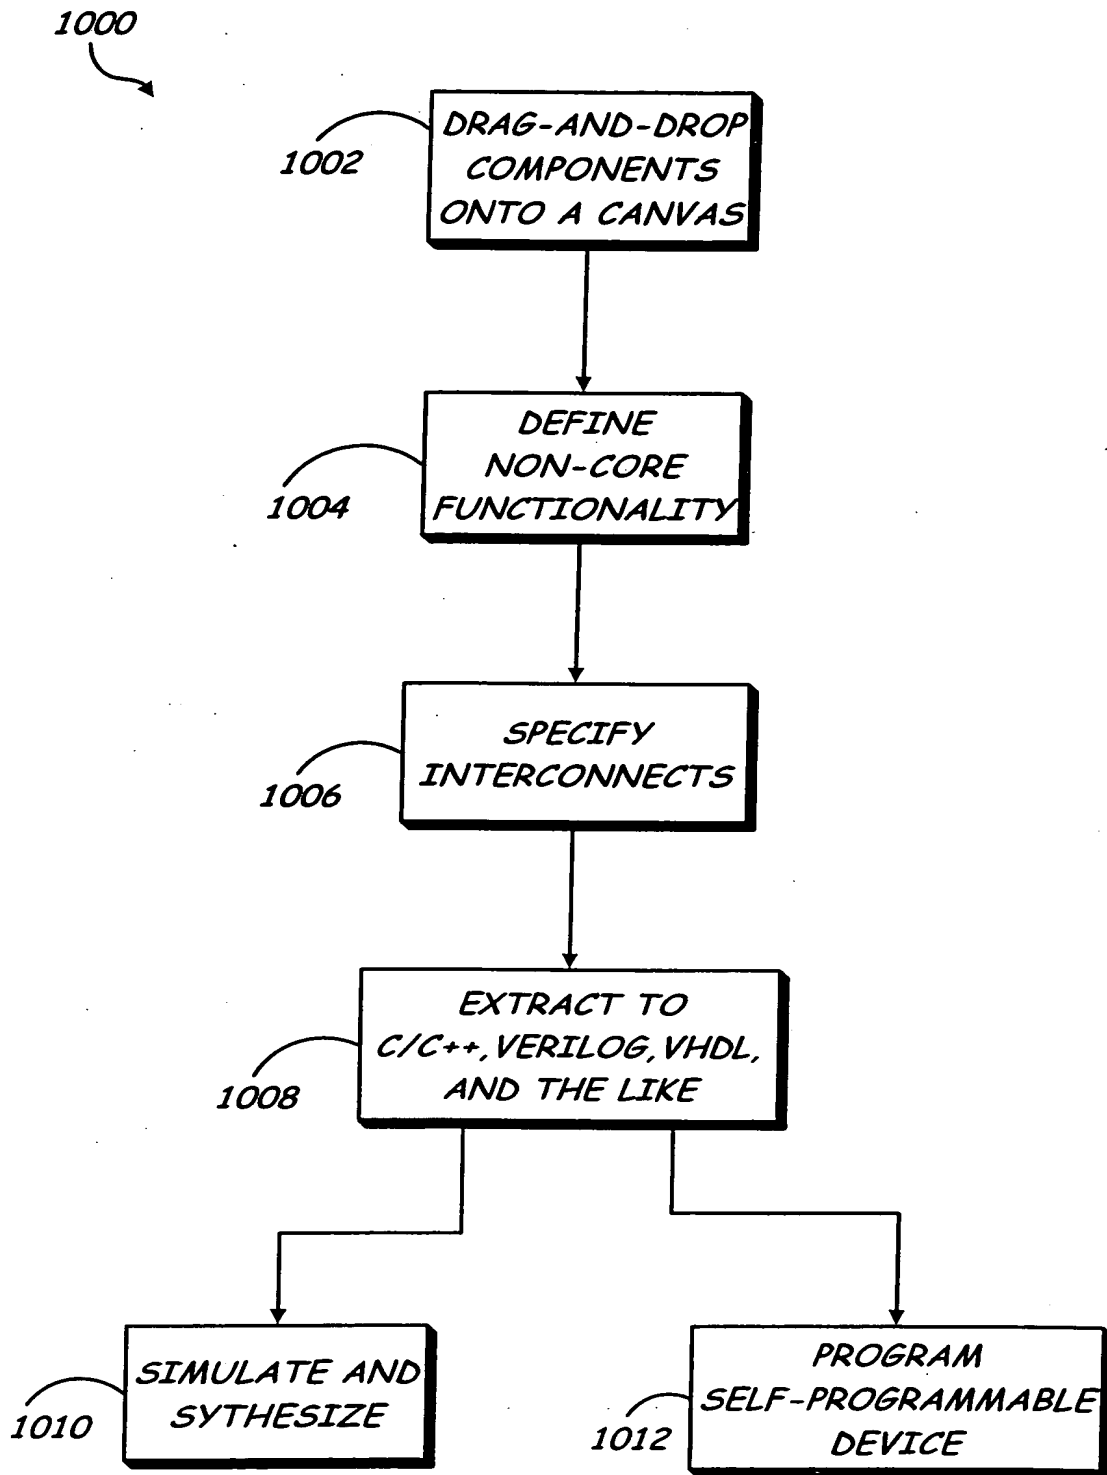 1000
DRAG-AND-DROP
COMPONENTS
ONTO A CANVAS
1002
DEFINE
NON-CORE
FUNCTIONALITY
1004
SPECIFY
INTERCONNECTS
1006
EXTRACT TO
C/C++, VERILOG, VHDL,
AND THE LIKE
1008
SIMULATE AND
SYTHESIZE
1010
PROGRAM
SELF-PROGRAMMABLE
DEVICE
1012